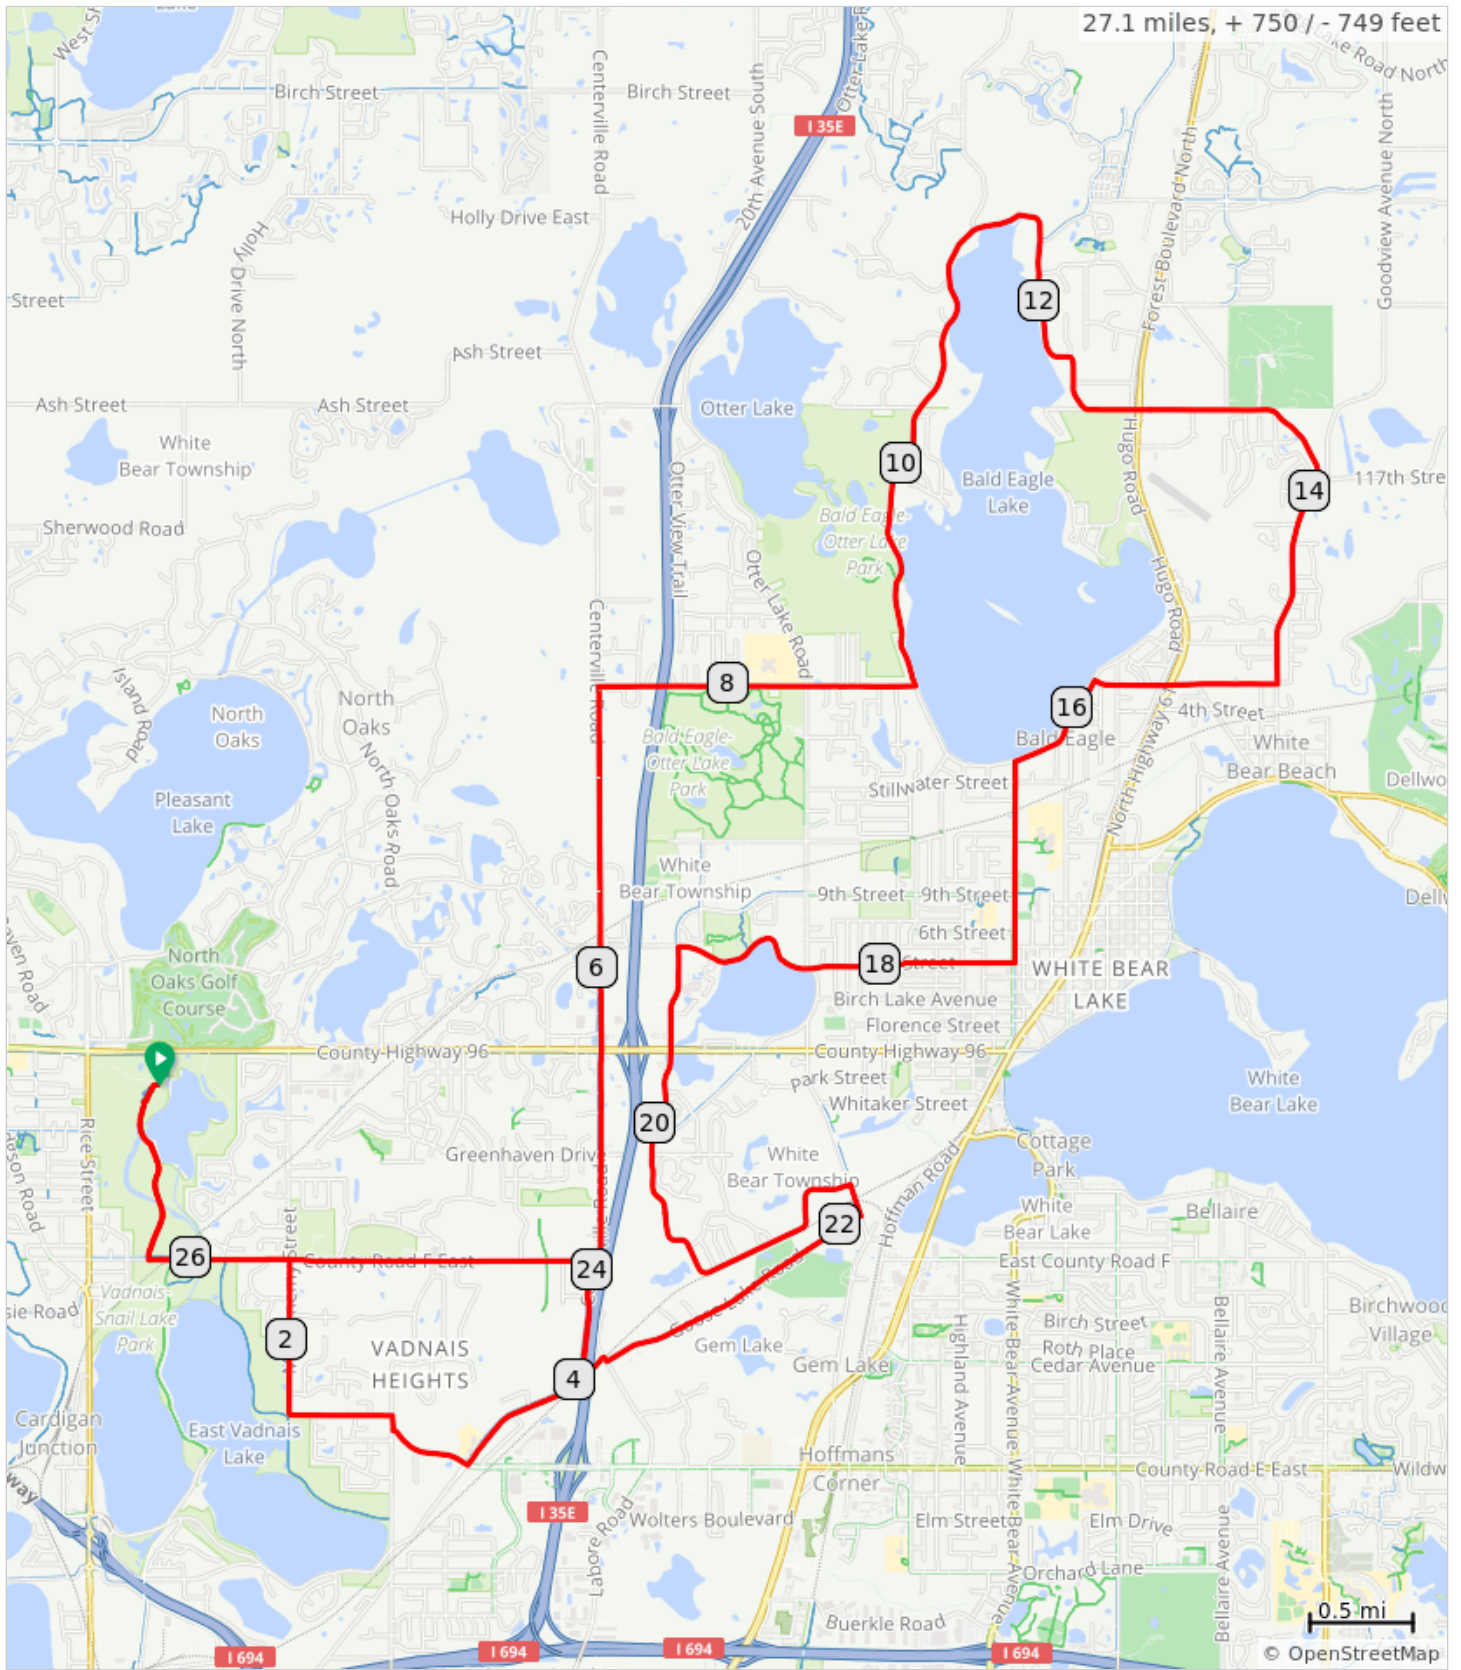 27.1 miles, + 750 / - 749 feet
Lake Road North
Otter Lake R
Birch Street
Birch Street
Centerville Road
20th Avenue South
I 35E
Forest Boulevard North
Goodview Avenue North
Holly Drive East
Holly Drive North
Street
12
Ash Street
Ash Street
Ash Street
Otter Lake
White
Bear Township
Hugo Road
10
Otter View Trail
Bald Eagle
Lake
117th Stre
14
Sherwood Road
Bald Eagle-
Otter Lake
Park
Otter Lake Road
Hugo Road
Centerville Road
Island Road
North
Oaks
North
Oaks
North Oaks Road
8
16
4th Street
Bald Eagle-
Otter Lake
Park
Bald Eagle
White
Bear Beach
North Highway 61
Pleasant
Lake
Stillwater Street
Dellwo
White
Bear Township
9th Street
9th Street
Dell
6th Street
North
Oaks Golf
Course
6
18
Street
WHITE BEAR
LAKE
Birch Lake Avenue
Florence Street
County Highway 96
County Highway 96
Park Street
Whitaker Street
White
Bear Lake
Rice Street
20
Greenhaven Drive
White
Bear Township
Hoffman Road
Cottage
Park
White
Bear Lake
Bellaire
22
26
County Road F East
24
East County Road F
Vadnais-
Snail Lake
Park
sie Road
Goose Lake Road
Birchwood
Village
2
VADNAIS
HEIGHTS
Gem Lake
Gem Lake
Birch Street
Roth Place
Cedar Avenue
Highland Avenue
White Bear Avenue
Bellaire Avenue
4
Cardigan
Junction
East Vadnais
Lake
Hoffmans
Corner
County Road E East
Wildw
way
I 35E
Labore Road
Wolters Boulevard
Elm Street
Elm Drive
White Bear Avenue
Bellaire Avenue
Orchard Lane
Buerkle Road
0.5 mi
I 694
I 694
I 694
I 694
© OpenStreetMap